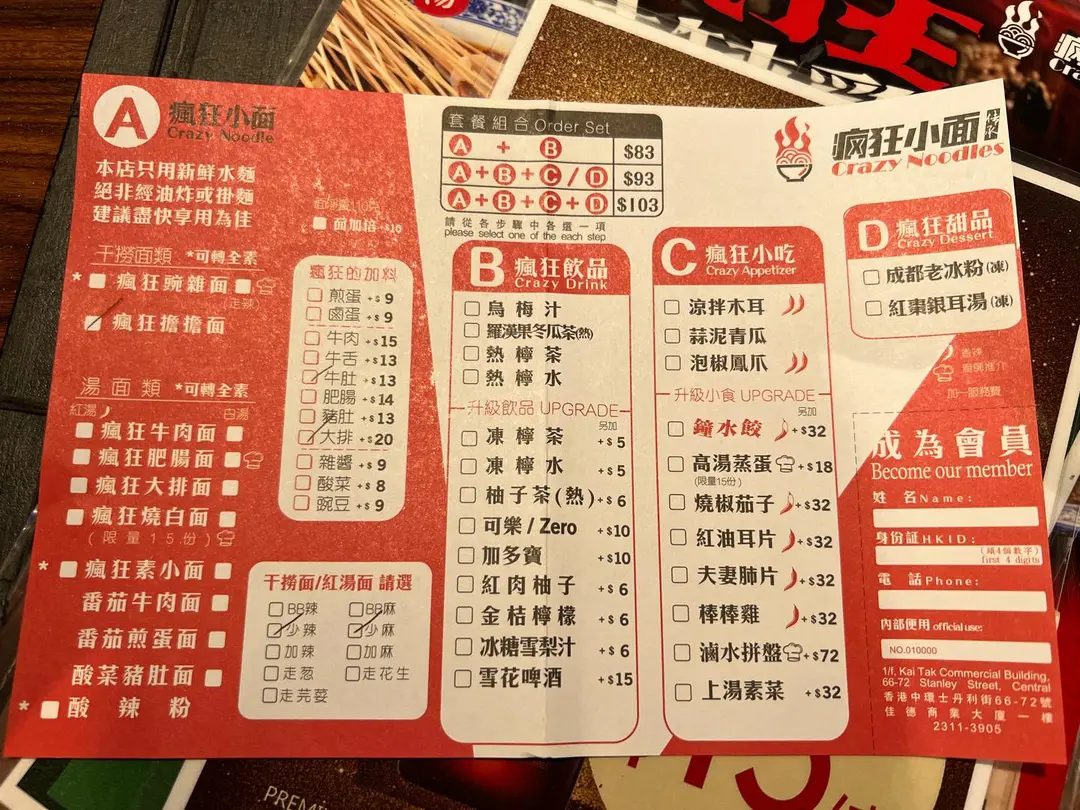 A 瘋狂小面
Crazy Noodle
本店只用新鮮水麵
絕非經油炸或掛麵
建議盡快享用為佳
面加倍 +$10
干撈面類 *可轉全素
* 瘋狂豌雜面
(走辣)
瘋狂擔擔面
湯面類 *可轉全素
紅湯 白湯
瘋狂牛肉面
瘋狂肥腸面
瘋狂大排面
瘋狂燒白面
(限量15份)
* 瘋狂素小面
番茄牛肉面
番茄煎蛋面
酸菜豬肚面
* 酸辣粉
瘋狂的加料
煎蛋 +$9
鹵蛋 +$9
牛肉 +$15
牛舌 +$13
牛肚 +$13
肥腸 +$14
豬肚 +$13
大排 +$20
雜醬 +$9
酸菜 +$8
豌豆 +$9
干撈面/紅湯面 請選
BB辣 BB麻
少辣 少麻
加辣 加麻
走葱 走花生
走芫荽
套餐組合 Order Set
A + B $83
A+B+C/D $93
A+B+C+D $103
請從各步驟中各選一項
please select one of the each step
B 瘋狂飲品
Crazy Drink
烏梅汁
羅漢果冬瓜茶(熱)
熱檸茶
熱檸水
升級飲品 UPGRADE
另加
凍檸茶 +$5
凍檸水 +$5
柚子茶(熱) +$6
可樂/Zero +$10
加多寶 +$10
紅肉柚子 +$6
金桔檸檬 +$6
冰糖雪梨汁 +$6
雪花啤酒 +$15
C 瘋狂小吃
Crazy Appetizer
涼拌木耳
蒜泥青瓜
泡椒鳳爪
升級小食 UPGRADE
另加
鐘水餃 +$32
高湯蒸蛋 +$18
(限量15份)
燒椒茄子 +$32
紅油耳片 +$32
夫妻肺片 +$32
棒棒雞 +$32
滷水拼盤 +$72
上湯素菜 +$32
瘋狂小面
Crazy Noodles
D 瘋狂甜品
Crazy Dessert
成都老冰粉(凍)
紅棗銀耳湯(凍)
香辣
廚師推介
加一服務費
成為會員
Become our member
姓名 Name:
身份証HKID:
(頭4個數字)
first 4 digits
電話Phone:
內部使用 official use:
NO.010000
1/f, Kai Tak Commercial Building,
66-72 Stanley Street, Central
香港中環士丹利街66-72號
佳德商業大廈一樓
2311-3905